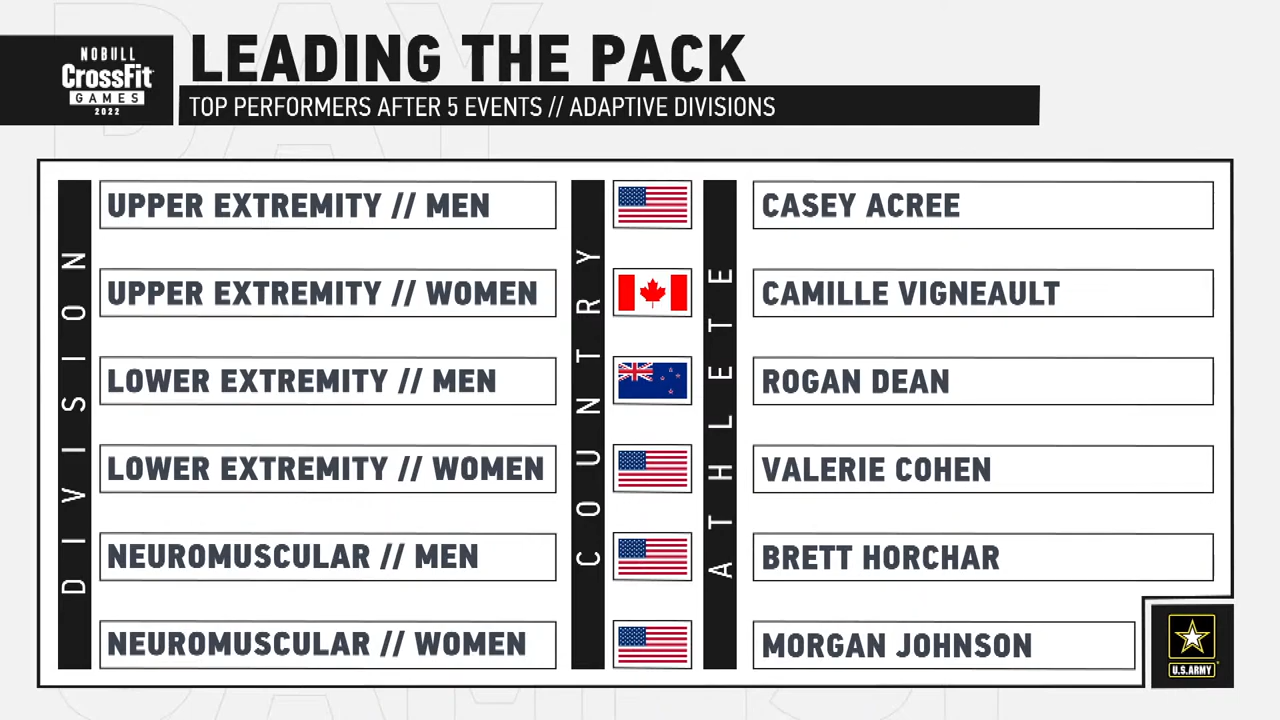 NOBULL
CrossFit
GAMES
2022
LEADING THE PACK
TOP PERFORMERS AFTER 5 EVENTS // ADAPTIVE DIVISIONS
DIVISION
COUNTRY
ATHLETE
UPPER EXTREMITY // MEN
CASEY ACREE
UPPER EXTREMITY // WOMEN
CAMILLE VIGNEAULT
LOWER EXTREMITY // MEN
ROGAN DEAN
LOWER EXTREMITY // WOMEN
VALERIE COHEN
NEUROMUSCULAR // MEN
BRETT HORCHAR
NEUROMUSCULAR // WOMEN
MORGAN JOHNSON
U.S.ARMY